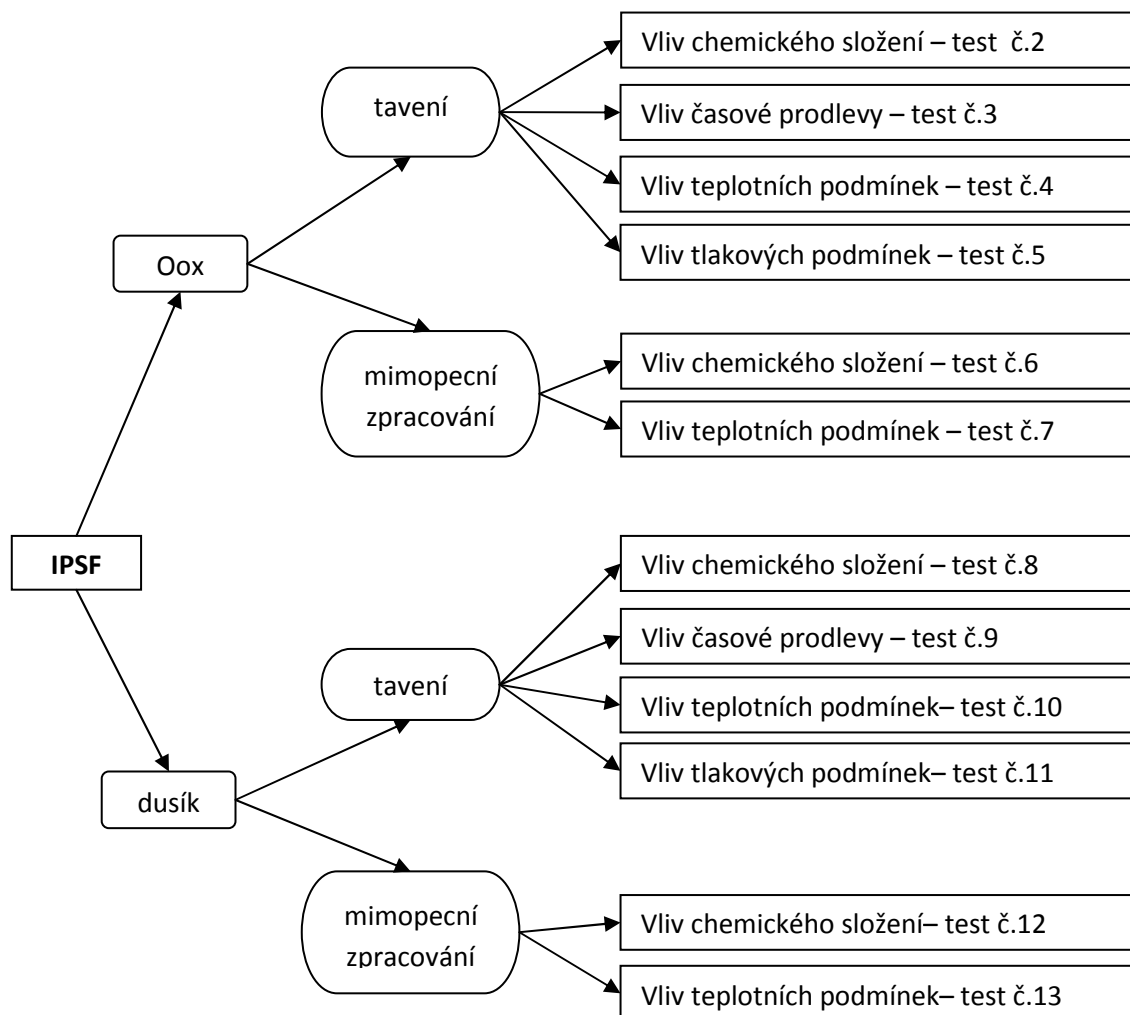 Vliv chemického složení – test  č.2
tavení
Vliv časové prodlevy – test č.3
Vliv teplotních podmínek – test č.4
Vliv tlakových podmínek – test č.5
Oox
mimopecní
zpracování
Vliv chemického složení – test č.6
Vliv teplotních podmínek – test č.7
IPSF
Vliv chemického složení – test č.8
Vliv časové prodlevy – test č.9
tavení
Vliv teplotních podmínek– test č.10
Vliv tlakových podmínek– test č.11
dusík
mimopecní
zpracování
Vliv chemického složení– test č.12
Vliv teplotních podmínek– test č.13